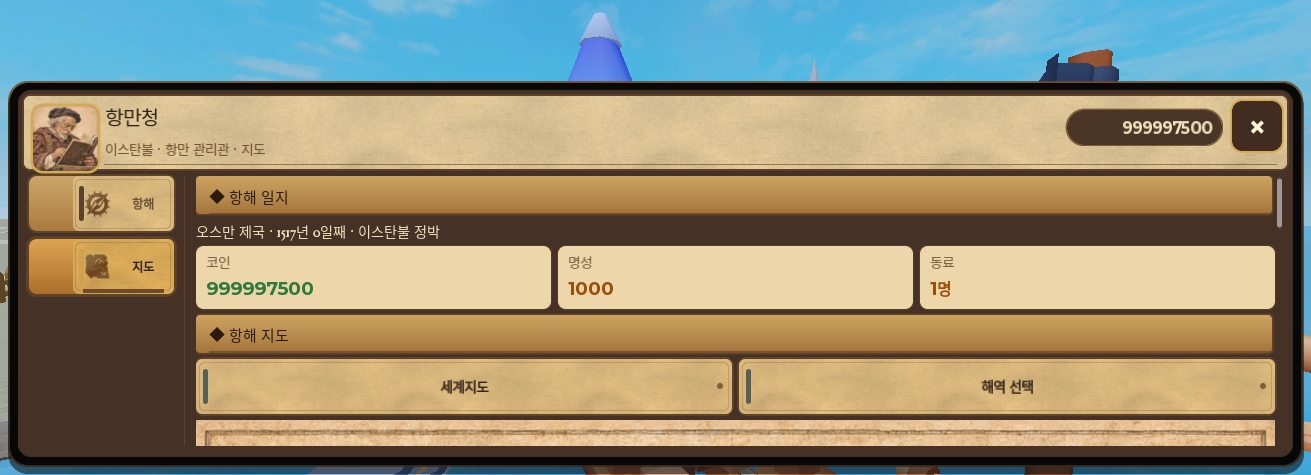 항만청
이스탄불 · 항만 관리관 · 지도
999997500
×
항해
지도
◆ 항해 일지
오스만 제국 · 1517년 0일째 · 이스탄불 정박
코인
999997500
명성
1000
동료
1명
◆ 항해 지도
세계지도
해역 선택